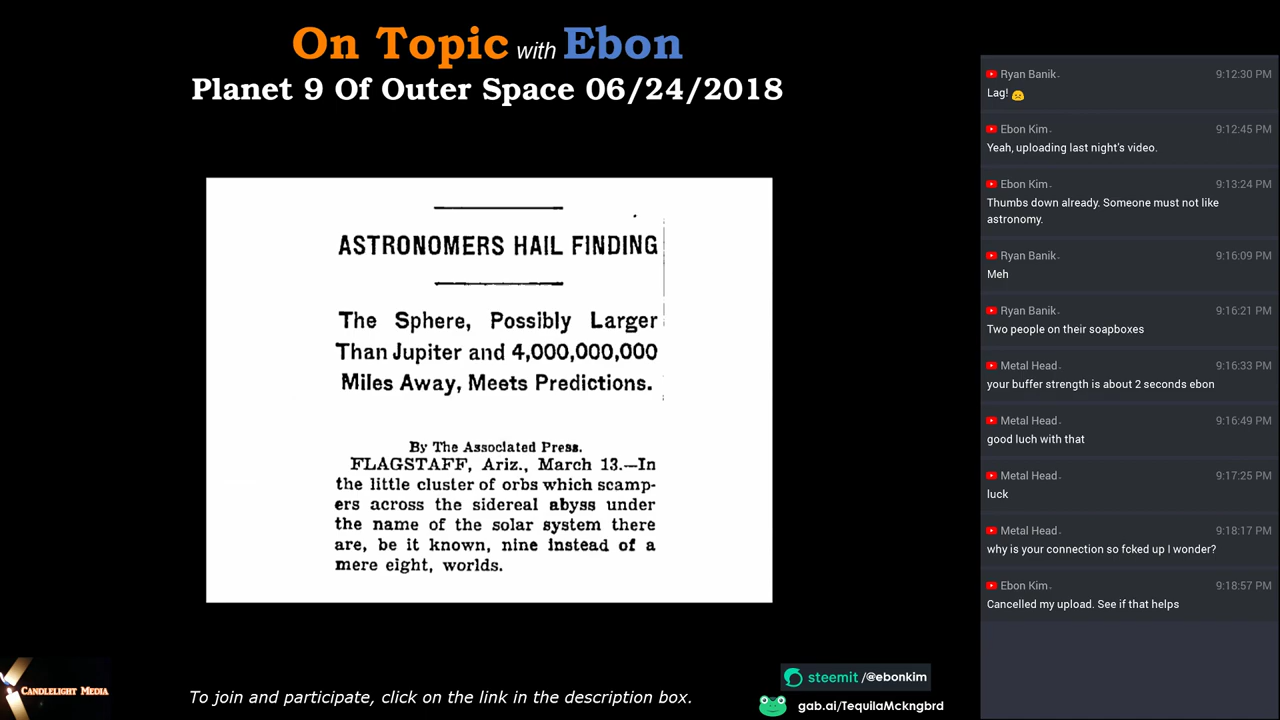 On Topic with Ebon
Planet 9 Of Outer Space 06/24/2018
ASTRONOMERS HAIL FINDING
The Sphere, Possibly Larger
Than Jupiter and 4,000,000,000
Miles Away, Meets Predictions.
By The Associated Press.
FLAGSTAFF, Ariz., March 13.—In
the little cluster of orbs which scamp-
ers across the sidereal abyss under
the name of the solar system there
are, be it known, nine instead of a
mere eight, worlds.
CANDLELIGHT MEDIA
To join and participate, click on the link in the description box.
steemit /@ebonkim
gab.ai/TequilaMckngbrd
Ryan Banik 9:12:30 PM
Lag!
Ebon Kim 9:12:45 PM
Yeah, uploading last night's video.
Ebon Kim 9:13:24 PM
Thumbs down already. Someone must not like
astronomy.
Ryan Banik 9:16:09 PM
Meh
Ryan Banik 9:16:21 PM
Two people on their soapboxes
Metal Head 9:16:33 PM
your buffer strength is about 2 seconds ebon
Metal Head 9:16:49 PM
good luch with that
Metal Head 9:17:25 PM
luck
Metal Head 9:18:17 PM
why is your connection so fcked up I wonder?
Ebon Kim 9:18:57 PM
Cancelled my upload. See if that helps